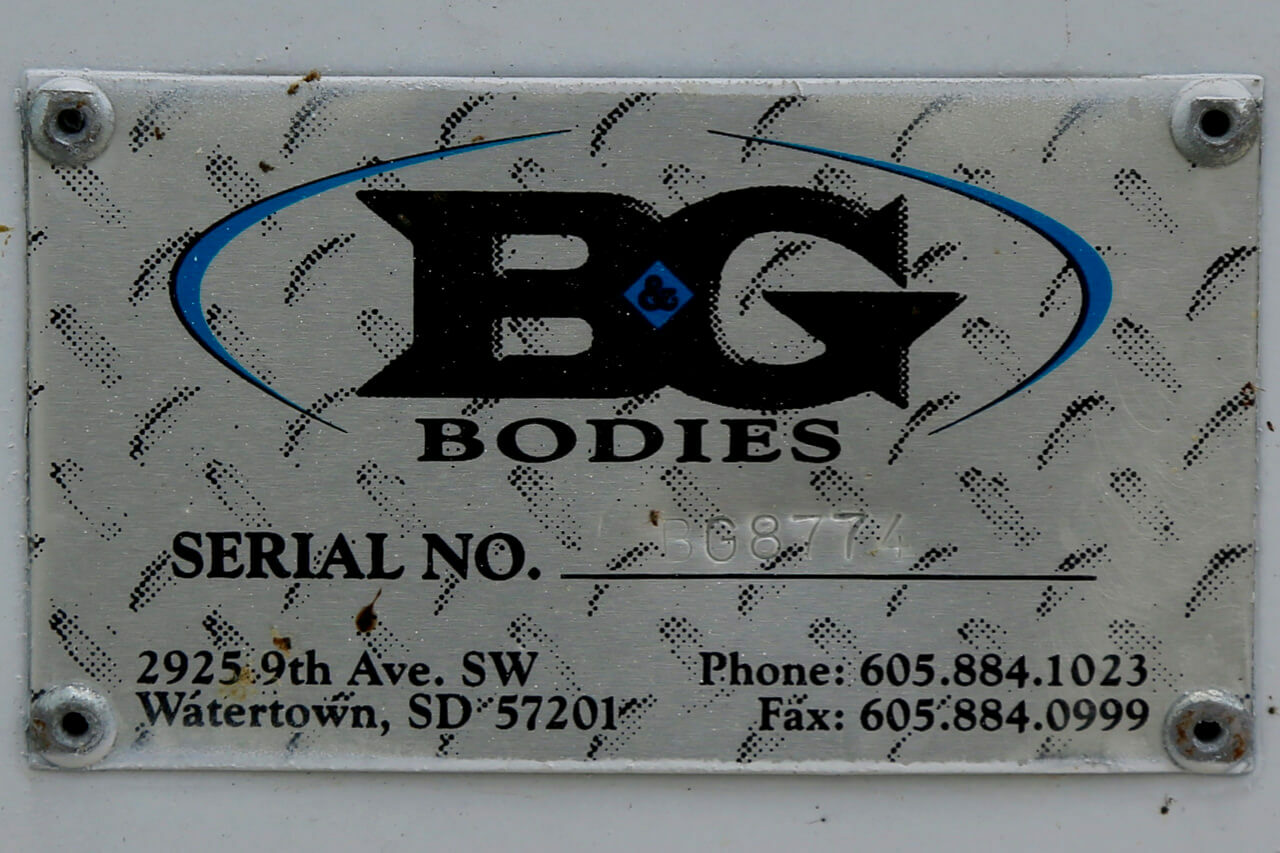 B&G
BODIES
SERIAL NO. BG8774
2925 9th Ave. SW
Watertown, SD 57201
Phone: 605.884.1023
Fax: 605.884.0999